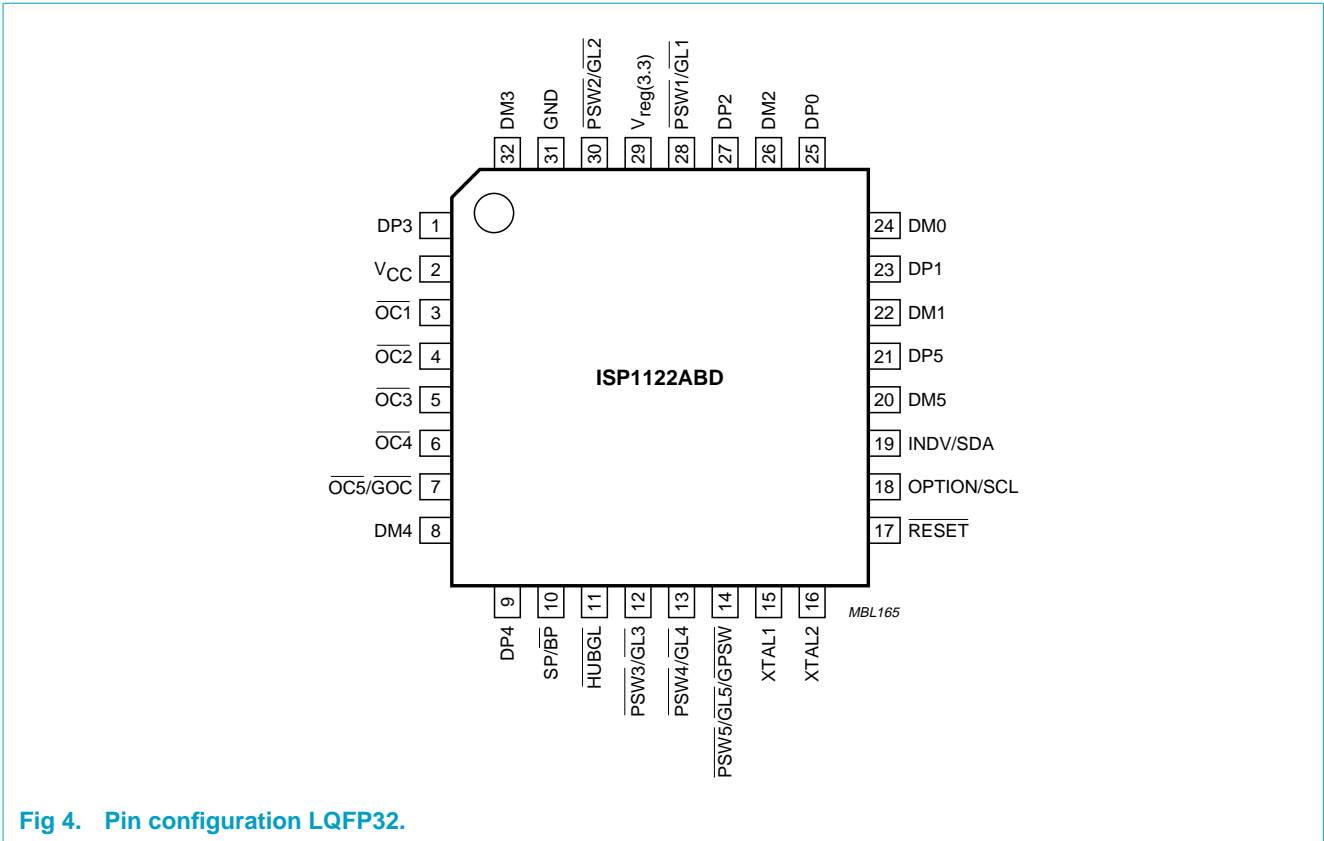 DM3
GND
PSW2/GL2
Vreg(3.3)
PSW1/GL1
DP2
DM2
DP0
32
31
30
29
28
27
26
25
DP3 1
VCC 2
OC1 3
OC2 4
OC3 5
OC4 6
OC5/GOC 7
DM4 8
ISP1122ABD
24 DM0
23 DP1
22 DM1
21 DP5
20 DM5
19 INDV/SDA
18 OPTION/SCL
17 RESET
9
10
11
12
13
14
15
16
DP4
SP/BP
HUBGL
PSW3/GL3
PSW4/GL4
PSW5/GL5/GPSW
XTAL1
XTAL2
MBL165
Fig 4. Pin configuration LQFP32.